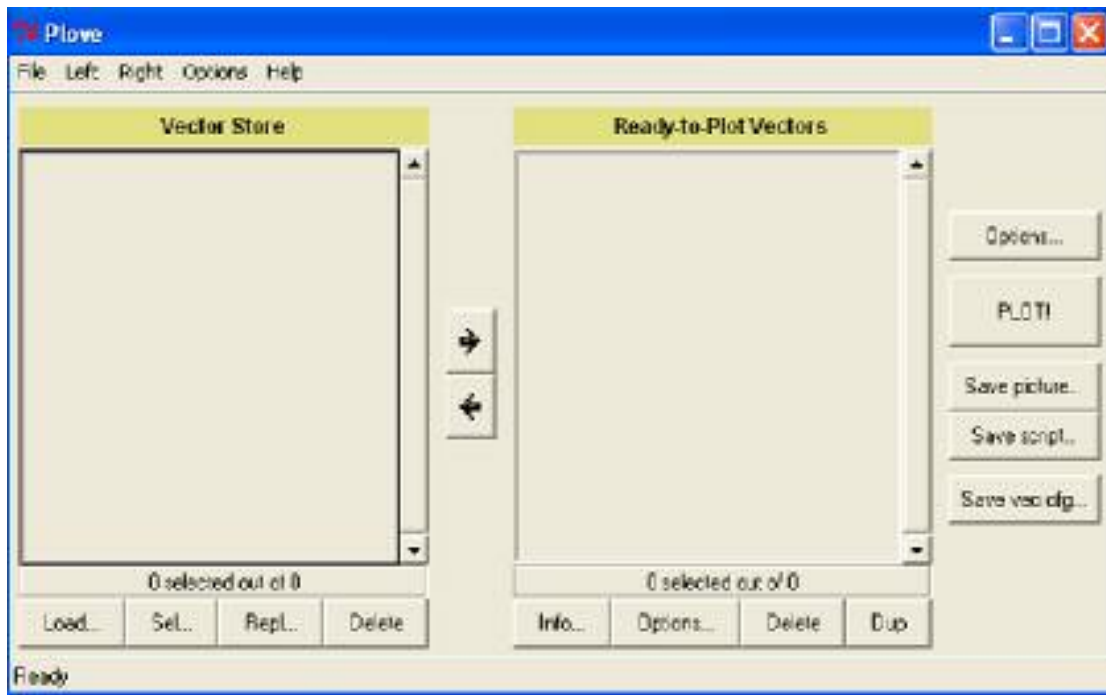 Plove
File Left Right Options Help
Vector Store
Ready-to-Plot Vectors
Options...
PLOT!
Save picture...
Save script...
Save vec cfg...
0 selected out of 0
0 selected out of 0
Load... Sel... Repl... Delete
Info... Options... Delete Dup
Ready